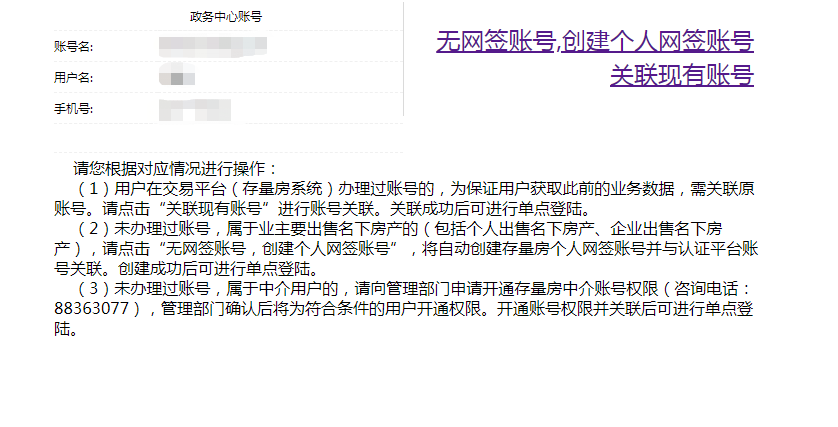 政务中心账号
账号名:
用户名:
手机号:
无网签账号,创建个人网签账号
关联现有账号
请您根据对应情况进行操作：
（1）用户在交易平台（存量房系统）办理过账号的，为保证用户获取此前的业务数据，需关联原
账号。请点击“关联现有账号”进行账号关联。关联成功后可进行单点登陆。
（2）未办理过账号，属于业主要出售名下房产的（包括个人出售名下房产、企业出售名下房
产），请点击“无网签账号，创建个人网签账号”，将自动创建存量房个人网签账号并与认证平台账
号关联。创建成功后可进行单点登陆。
（3）未办理过账号，属于中介用户的，请向管理部门申请开通存量房中介账号权限（咨询电话：
88363077），管理部门确认后将为符合条件的用户开通权限。开通账号权限并关联后可进行单点登
陆。